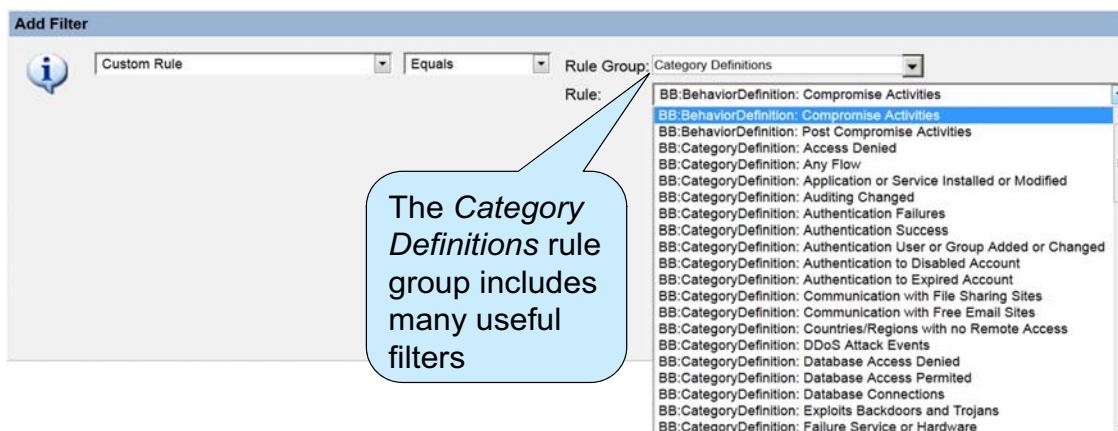 Add Filter
Custom Rule
Equals
Rule Group: Category Definitions
Rule: BB:BehaviorDefinition: Compromise Activities
BB:BehaviorDefinition: Compromise Activities
BB:BehaviorDefinition: Post Compromise Activities
BB:CategoryDefinition: Access Denied
BB:CategoryDefinition: Any Flow
BB:CategoryDefinition: Application or Service Installed or Modified
BB:CategoryDefinition: Auditing Changed
BB:CategoryDefinition: Authentication Failures
BB:CategoryDefinition: Authentication Success
BB:CategoryDefinition: Authentication User or Group Added or Changed
BB:CategoryDefinition: Authentication to Disabled Account
BB:CategoryDefinition: Authentication to Expired Account
BB:CategoryDefinition: Communication with File Sharing Sites
BB:CategoryDefinition: Communication with Free Email Sites
BB:CategoryDefinition: Countries/Regions with no Remote Access
BB:CategoryDefinition: DDoS Attack Events
BB:CategoryDefinition: Database Access Denied
BB:CategoryDefinition: Database Access Permitted
BB:CategoryDefinition: Database Connections
BB:CategoryDefinition: Exploits Backdoors and Trojans
BB:CategoryDefinition: Failure Service or Hardware
The Category
Definitions rule
group includes
many useful
filters